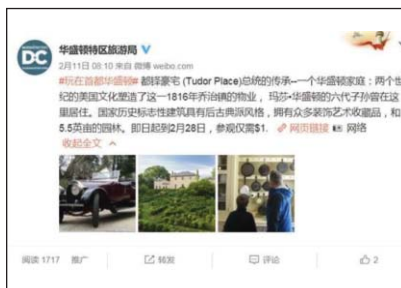 DC
华盛顿特区旅游局
2月11日 08:10 来自 微博 weibo.com
#玩在首都华盛顿# 都铎豪宅 (Tudor Place)总统的传承--一个华盛顿家庭：两个世
纪的美国文化塑造了这一1816年乔治镇的物业， 玛莎•华盛顿的六代子孙曾在这
里居住。国家历史标志性建筑具有后古典派风格，拥有众多装饰艺术收藏品，和
5.5英亩的园林。即日起到2月28日，参观仅需$1. 网页链接 网络
收起全文
阅读 1717 推广 转发 评论 2